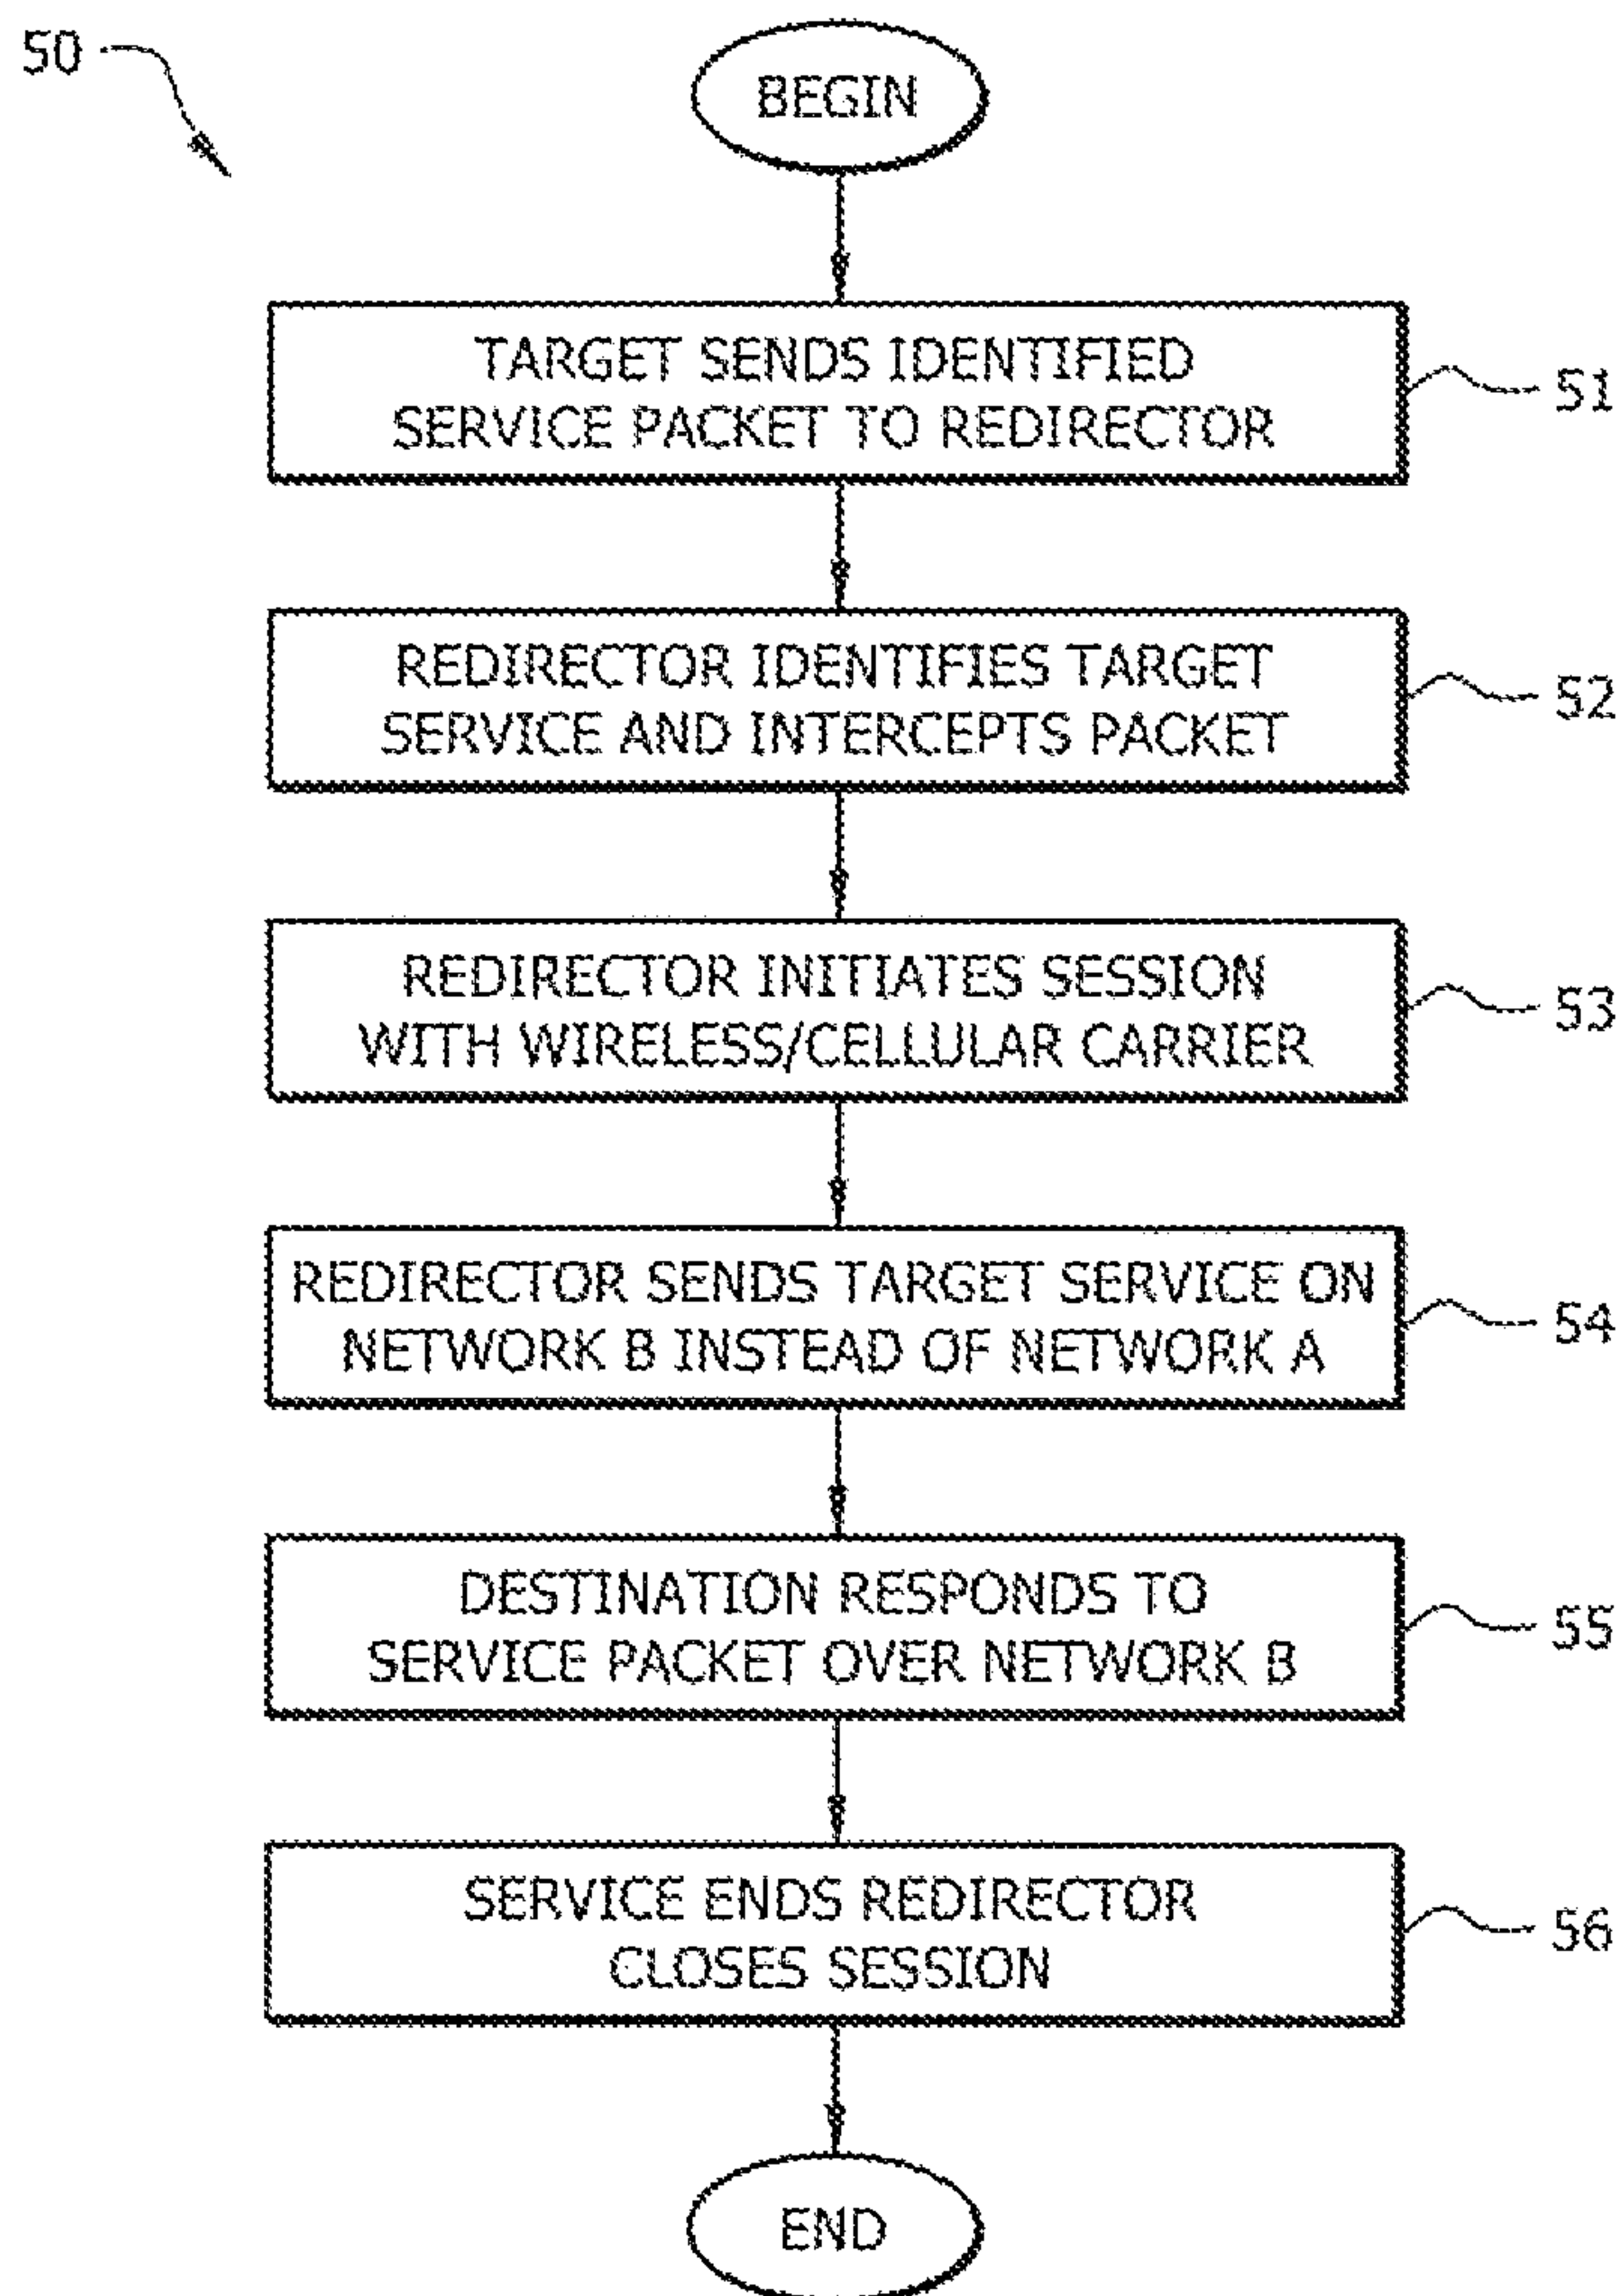 50
BEGIN
TARGET SENDS IDENTIFIED
SERVICE PACKET TO REDIRECTOR
51
REDIRECTOR IDENTIFIES TARGET
SERVICE AND INTERCEPTS PACKET
52
REDIRECTOR INITIATES SESSION
WITH WIRELESS/CELLULAR CARRIER
53
REDIRECTOR SENDS TARGET SERVICE ON
NETWORK B INSTEAD OF NETWORK A
54
DESTINATION RESPONDS TO
SERVICE PACKET OVER NETWORK B
55
SERVICE ENDS REDIRECTOR
CLOSES SESSION
56
END